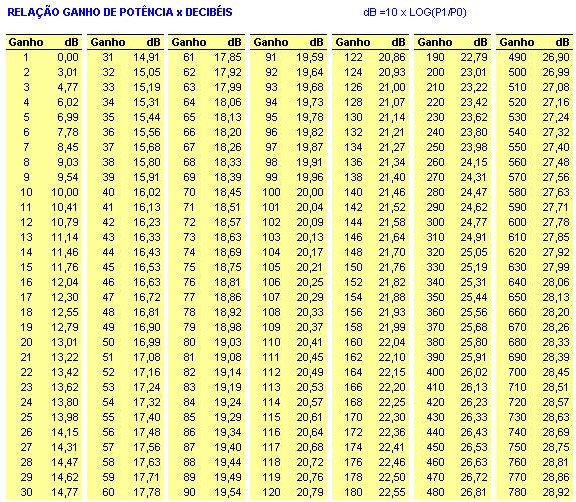 RELAÇÃO GANHO DE POTÊNCIA x DECIBÉIS dB =10 x LOG(P1/P0)
Ganho dB Ganho dB Ganho dB Ganho dB Ganho dB Ganho dB Ganho dB
1 0,00 31 14,91 61 17,85 91 19,59 122 20,86 190 22,79 490 26,90
2 3,01 32 15,05 62 17,92 92 19,64 124 20,93 200 23,01 500 26,99
3 4,77 33 15,19 63 17,99 93 19,68 126 21,00 210 23,22 510 27,08
4 6,02 34 15,31 64 18,06 94 19,73 128 21,07 220 23,42 520 27,16
5 6,99 35 15,44 65 18,13 95 19,78 130 21,14 230 23,62 530 27,24
6 7,78 36 15,56 66 18,20 96 19,82 132 21,21 240 23,80 540 27,32
7 8,45 37 15,68 67 18,26 97 19,87 134 21,27 250 23,98 550 27,40
8 9,03 38 15,80 68 18,33 98 19,91 136 21,34 260 24,15 560 27,48
9 9,54 39 15,91 69 18,39 99 19,96 138 21,40 270 24,31 570 27,56
10 10,00 40 16,02 70 18,45 100 20,00 140 21,46 280 24,47 580 27,63
11 10,41 41 16,13 71 18,51 101 20,04 142 21,52 290 24,62 590 27,71
12 10,79 42 16,23 72 18,57 102 20,09 144 21,58 300 24,77 600 27,78
13 11,14 43 16,33 73 18,63 103 20,13 146 21,64 310 24,91 610 27,85
14 11,46 44 16,43 74 18,69 104 20,17 148 21,70 320 25,05 620 27,92
15 11,76 45 16,53 75 18,75 105 20,21 150 21,76 330 25,19 630 27,99
16 12,04 46 16,63 76 18,81 106 20,25 152 21,82 340 25,31 640 28,06
17 12,30 47 16,72 77 18,86 107 20,29 154 21,88 350 25,44 650 28,13
18 12,55 48 16,81 78 18,92 108 20,33 156 21,93 360 25,56 660 28,20
19 12,79 49 16,90 79 18,98 109 20,37 158 21,99 370 25,68 670 28,26
20 13,01 50 16,99 80 19,03 110 20,41 160 22,04 380 25,80 680 28,33
21 13,22 51 17,08 81 19,08 111 20,45 162 22,10 390 25,91 690 28,39
22 13,42 52 17,16 82 19,14 112 20,49 164 22,15 400 26,02 700 28,45
23 13,62 53 17,24 83 19,19 113 20,53 166 22,20 410 26,13 710 28,51
24 13,80 54 17,32 84 19,24 114 20,57 168 22,25 420 26,23 720 28,57
25 13,98 55 17,40 85 19,29 115 20,61 170 22,30 430 26,33 730 28,63
26 14,15 56 17,48 86 19,34 116 20,64 172 22,36 440 26,43 740 28,69
27 14,31 57 17,56 87 19,40 117 20,68 174 22,41 450 26,53 750 28,75
28 14,47 58 17,63 88 19,44 118 20,72 176 22,46 460 26,63 760 28,81
29 14,62 59 17,71 89 19,49 119 20,76 178 22,50 470 26,72 770 28,86
30 14,77 60 17,78 90 19,54 120 20,79 180 22,55 480 26,81 780 28,92